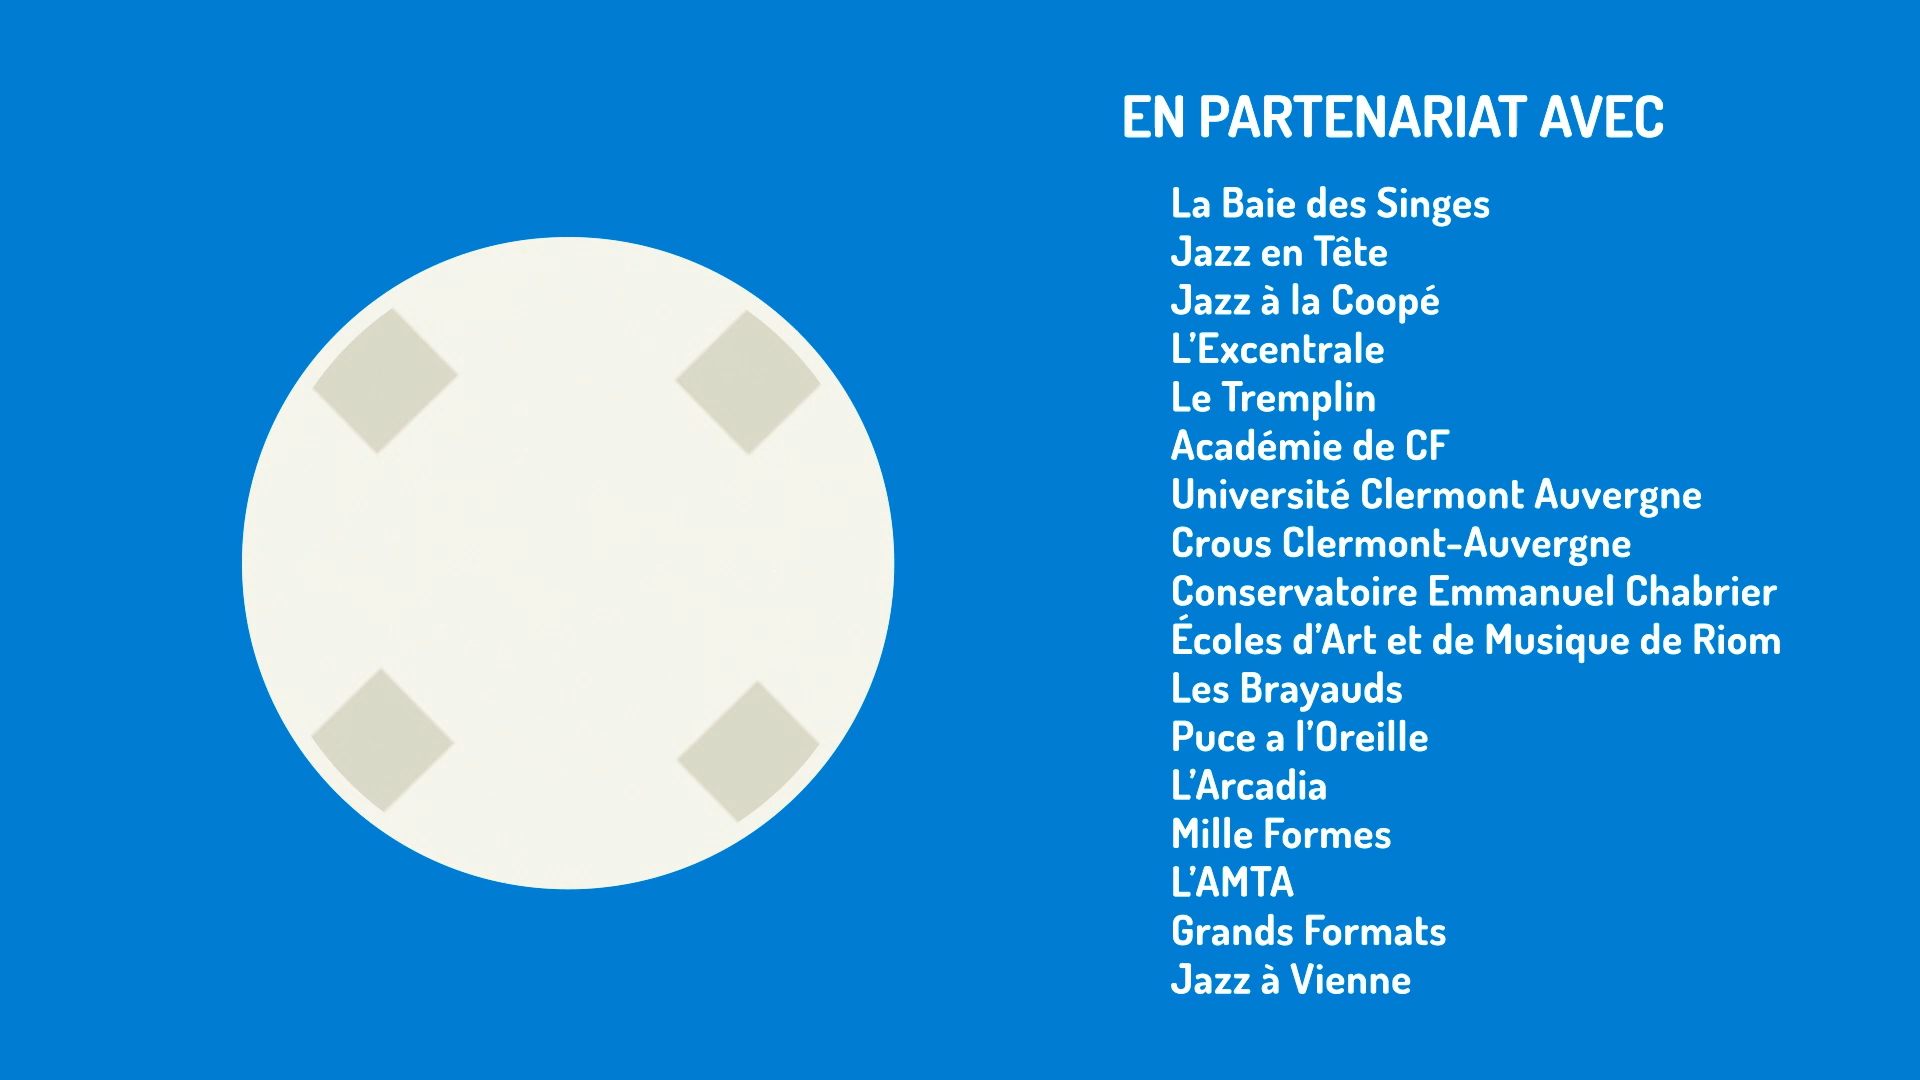 EN PARTENARIAT AVEC
La Baie des Singes
Jazz en Tête
Jazz à la Coopé
L’Excentrale
Le Tremplin
Académie de CF
Université Clermont Auvergne
Crous Clermont-Auvergne
Conservatoire Emmanuel Chabrier
Écoles d’Art et de Musique de Riom
Les Brayauds
Puce a l’Oreille
L’Arcadia
Mille Formes
L’AMTA
Grands Formats
Jazz à Vienne